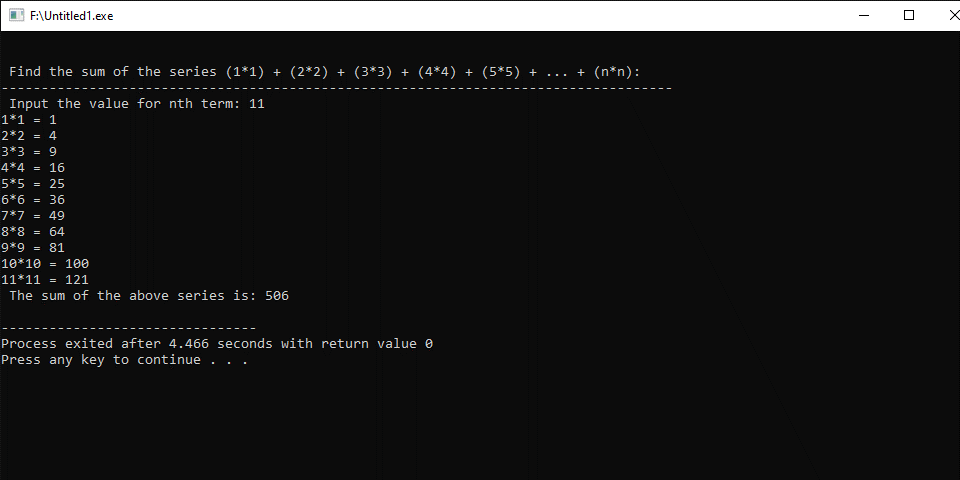 F:\Untitled1.exe
Find the sum of the series (1*1) + (2*2) + (3*3) + (4*4) + (5*5) + ... + (n*n):
------------------------------------------------------------------------------------
Input the value for nth term: 11
1*1 = 1
2*2 = 4
3*3 = 9
4*4 = 16
5*5 = 25
6*6 = 36
7*7 = 49
8*8 = 64
9*9 = 81
10*10 = 100
11*11 = 121
The sum of the above series is: 506
--------------------------------
Process exited after 4.466 seconds with return value 0
Press any key to continue . . .